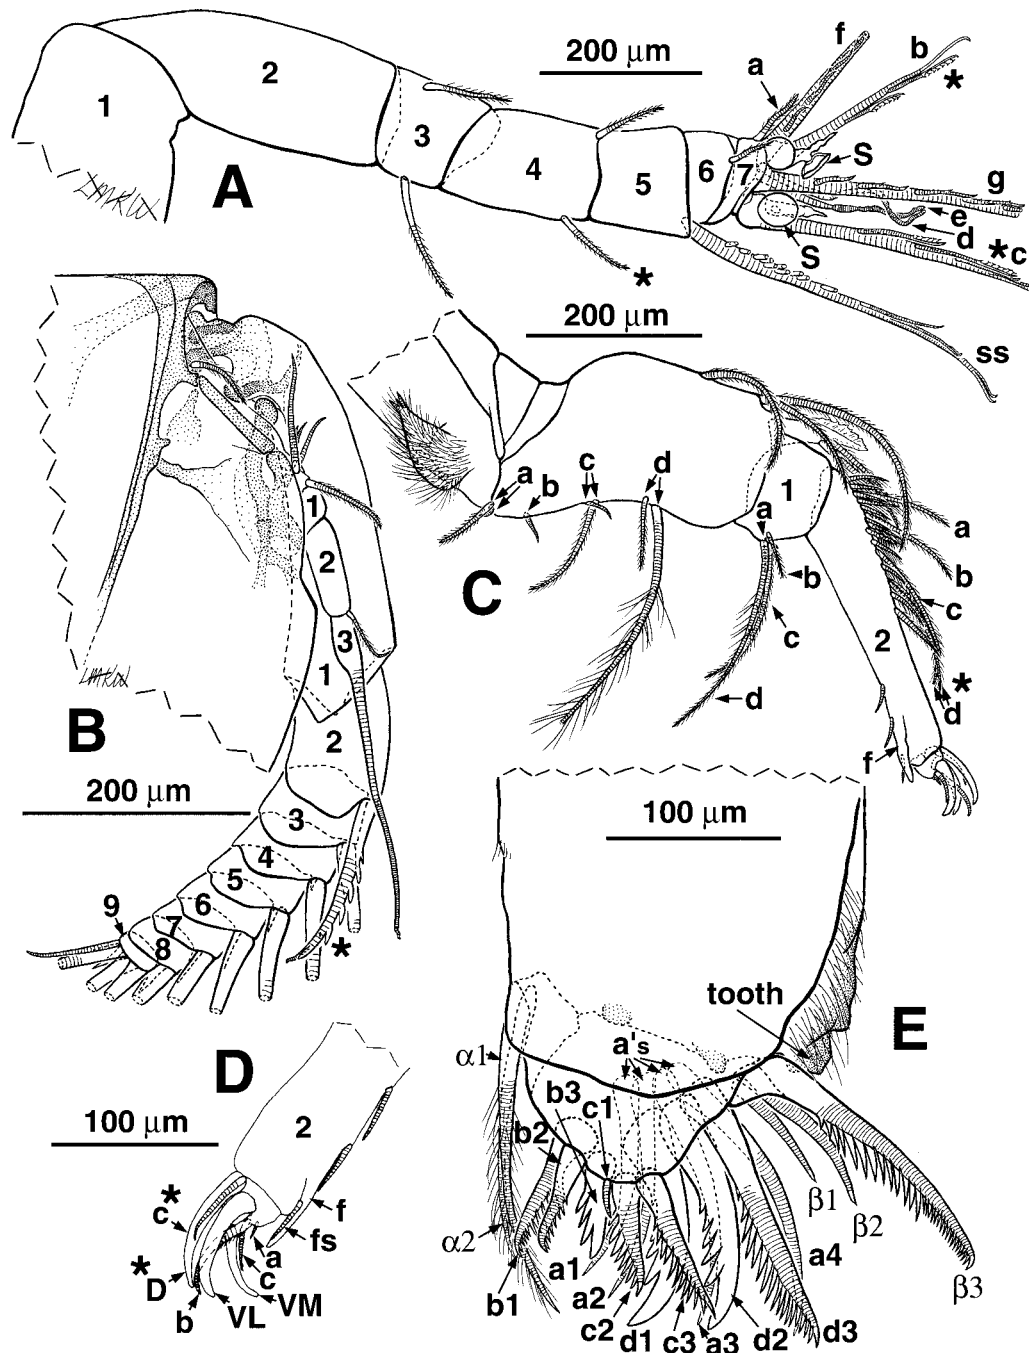 200 μm
f
b
a
*
2
1
3
4
5
6
7
S
A
g
e
d
*c
S
*
ss
200 μm
B
1
2
3
1
2
3
4
5
6
7
8
9
*
200 μm
C
a
b
c
d
a
1
b
c
d
2
a
b
c
*
d
f
D
100 μm
2
*
c
*
D
b
VL
VM
a
c
f
fs
100 μm
E
tooth
a's
α1
b3
c1
b2
α2
b1
a1
a2
c2
d1
c3
a3
d2
d3
a4
β1
β2
β3